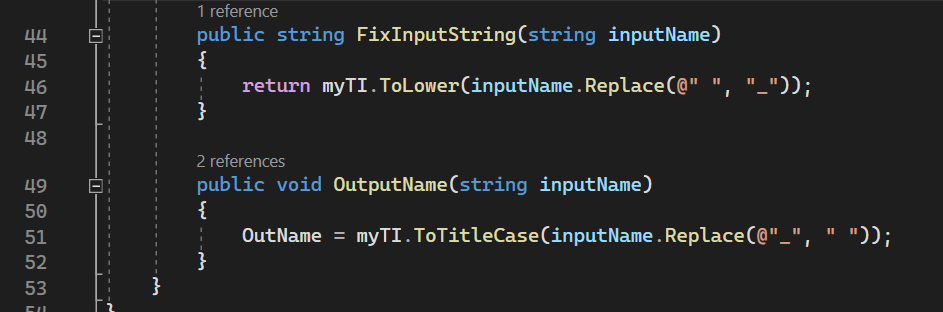 1 reference
44 public string FixInputString(string inputName)
45 {
46 return myTI.ToLower(inputName.Replace(@" ", "_"));
47 }
48
2 references
49 public void OutputName(string inputName)
50 {
51 OutName = myTI.ToTitleCase(inputName.Replace(@"_", " "));
52 }
53 }
54 }